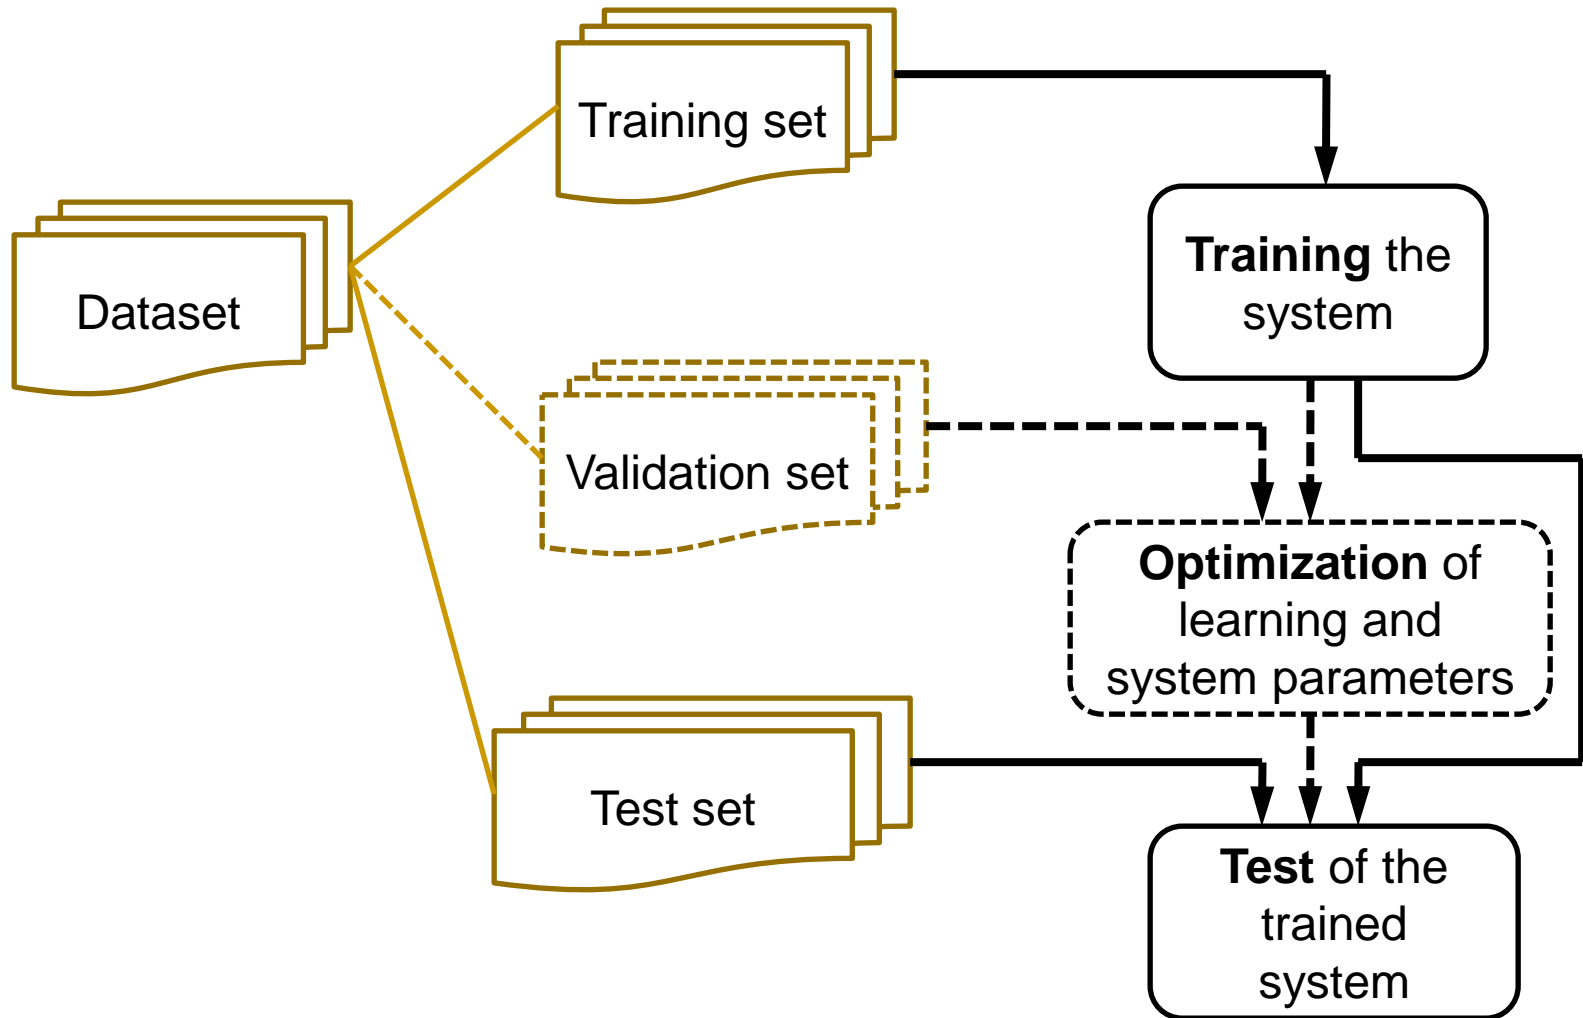 Training set
Dataset
Training the
system
Validation set
Optimization of
learning and
system parameters
Test set
Test of the
trained
system